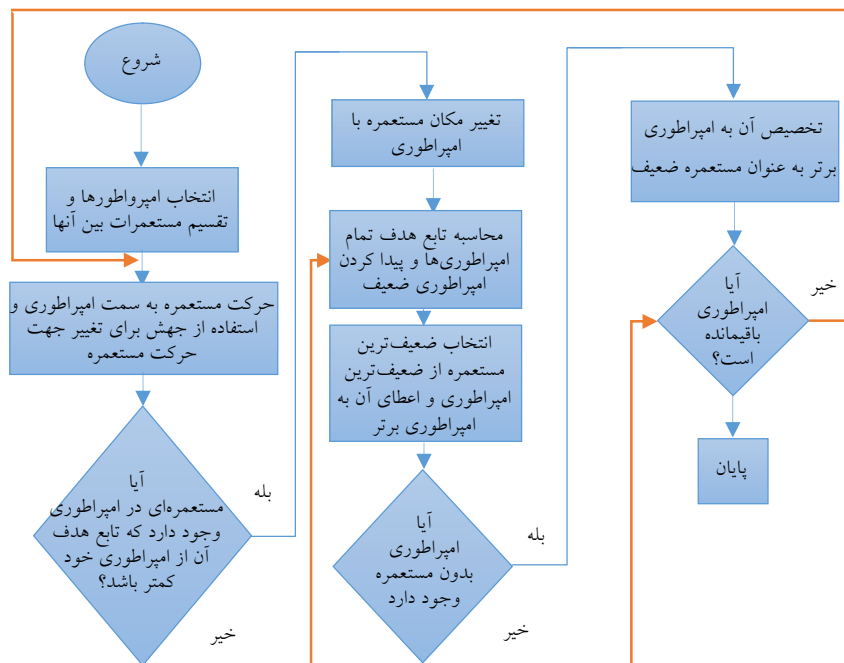 شروع
انتخاب امپرواطورها و
تقسیم مستعمرات بین آنها
حرکت مستعمره به سمت امپراطوری و
استفاده از جهش برای تغییر جهت
حرکت مستعمره
آیا
مستعمره‌ای در امپراطوری
وجود دارد که تابع هدف
آن از امپراطوری خود
کمتر باشد؟
بله
خیر
تغییر مکان مستعمره با
امپراطوری
محاسبه تابع هدف تمام
امپراطوری‌ها و پیدا کردن
امپراطوری ضعیف
انتخاب ضعیف‌ترین
مستعمره از ضعیف‌ترین
امپراطوری و اعطای آن به
امپراطوری برتر
آیا
امپراطوری
بدون مستعمره
وجود دارد
بله
خیر
تخصیص آن به امپراطوری
برتر به عنوان مستعمره ضعیف
آیا
امپراطوری
باقیمانده
است؟
خیر
پایان